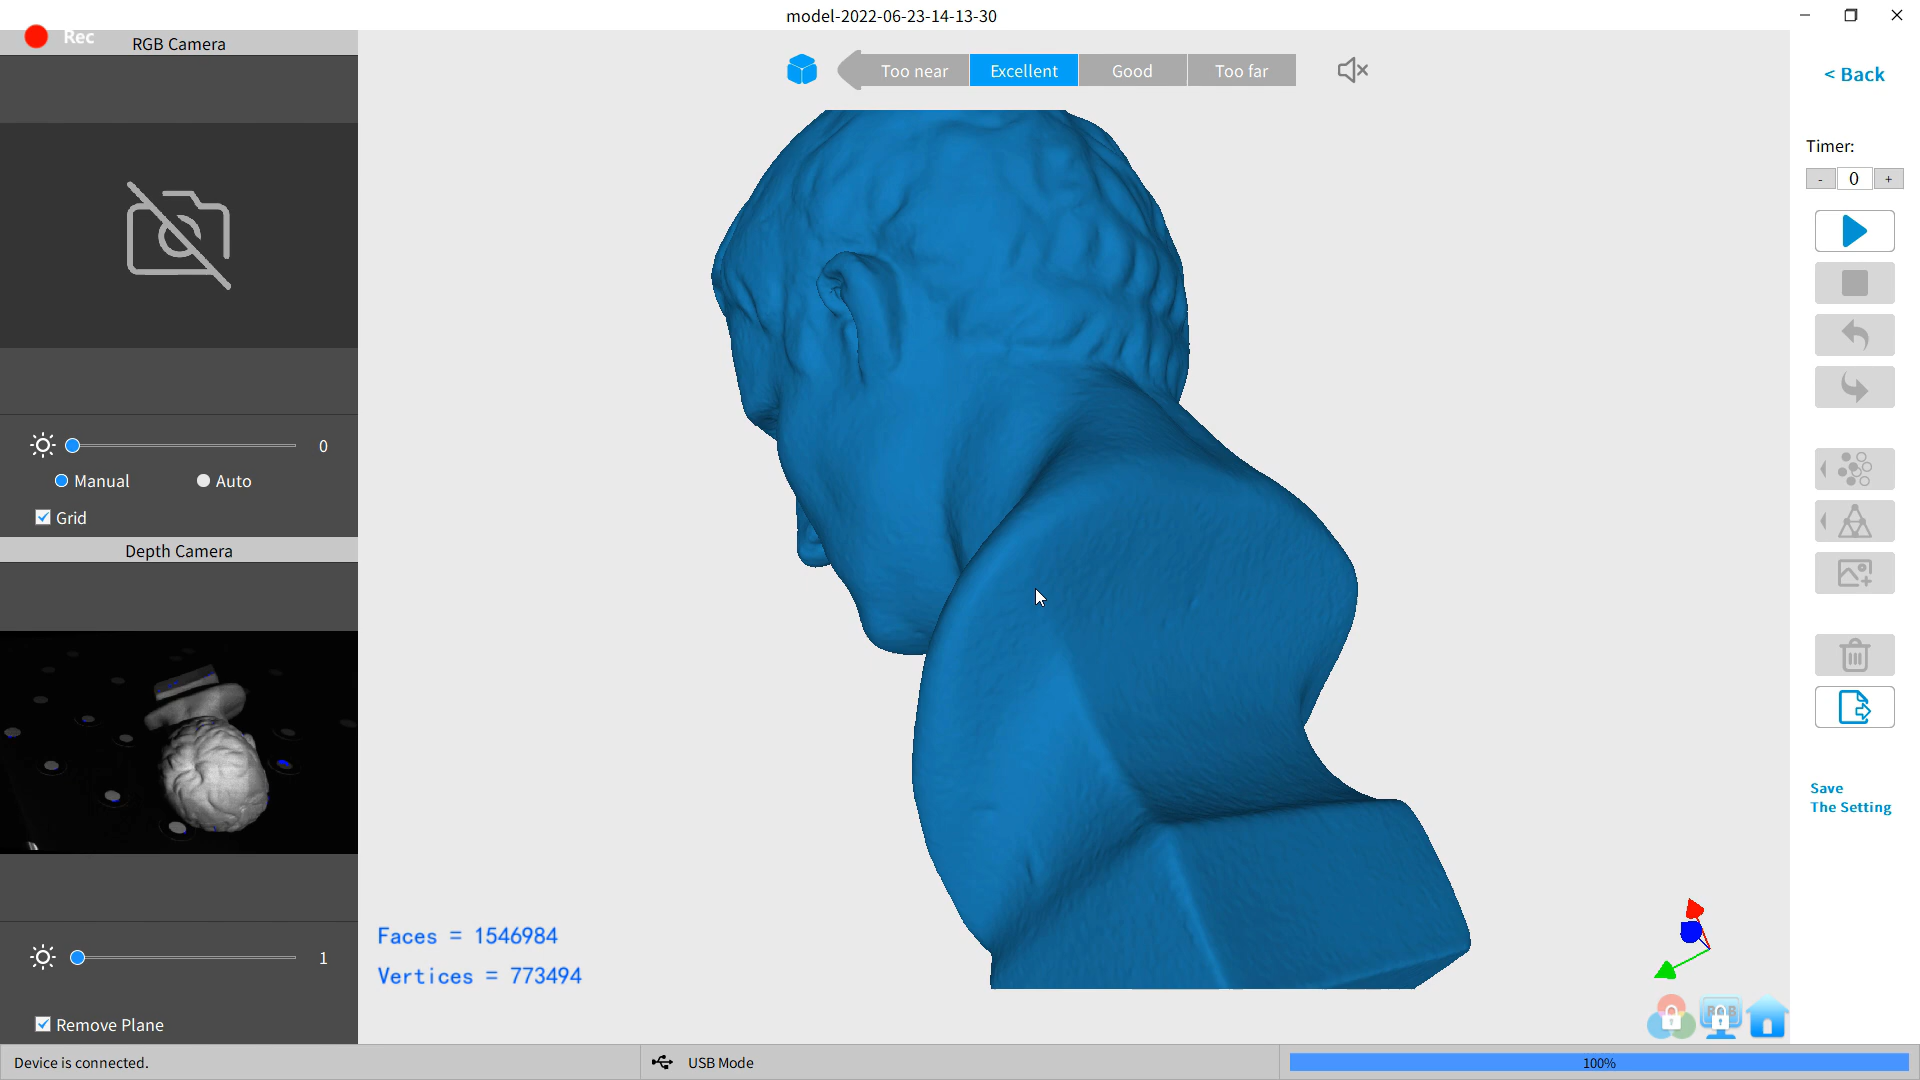 model-2022-06-23-14-13-30
Rec
RGB Camera
Too near
Excellent
Good
Too far
< Back
Timer:
- 0 +
0
Manual
Auto
Grid
Depth Camera
Save
The Setting
Faces = 1546984
Vertices = 773494
1
Remove Plane
RGB
Device is connected.
USB Mode
100%